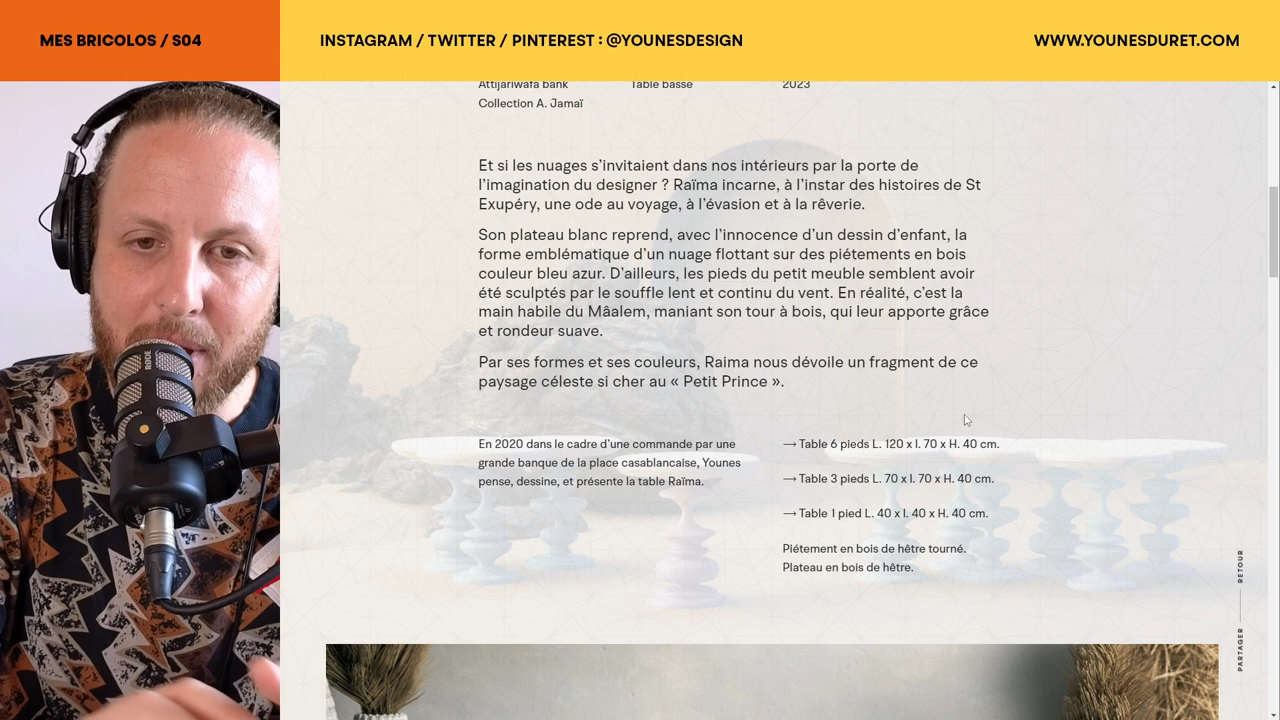 MES BRICOLOS / S04
INSTAGRAM / TWITTER / PINTEREST : @YOUNESDESIGN
WWW.YOUNESDURET.COM
Attijariwafa bank
Table basse
2023
Collection A. Jamaï
Et si les nuages s’invitaient dans nos intérieurs par la porte de
l’imagination du designer ? Raïma incarne, à l’instar des histoires de St
Exupéry, une ode au voyage, à l’évasion et à la rêverie.
Son plateau blanc reprend, avec l’innocence d’un dessin d’enfant, la
forme emblématique d’un nuage flottant sur des piétements en bois
couleur bleu azur. D’ailleurs, les pieds du petit meuble semblent avoir
été sculptés par le souffle lent et continu du vent. En réalité, c’est la
main habile du Mâalem, maniant son tour à bois, qui leur apporte grâce
et rondeur suave.
Par ses formes et ses couleurs, Raima nous dévoile un fragment de ce
paysage céleste si cher au « Petit Prince ».
En 2020 dans le cadre d’une commande par une
grande banque de la place casablancaise, Younes
pense, dessine, et présente la table Raïma.
→ Table 6 pieds L. 120 x l. 70 x H. 40 cm.
→ Table 3 pieds L. 70 x l. 70 x H. 40 cm.
→ Table 1 pied L. 40 x l. 40 x H. 40 cm.
Piétement en bois de hêtre tourné.
Plateau en bois de hêtre.
RETOUR
PARTAGER
RØDE